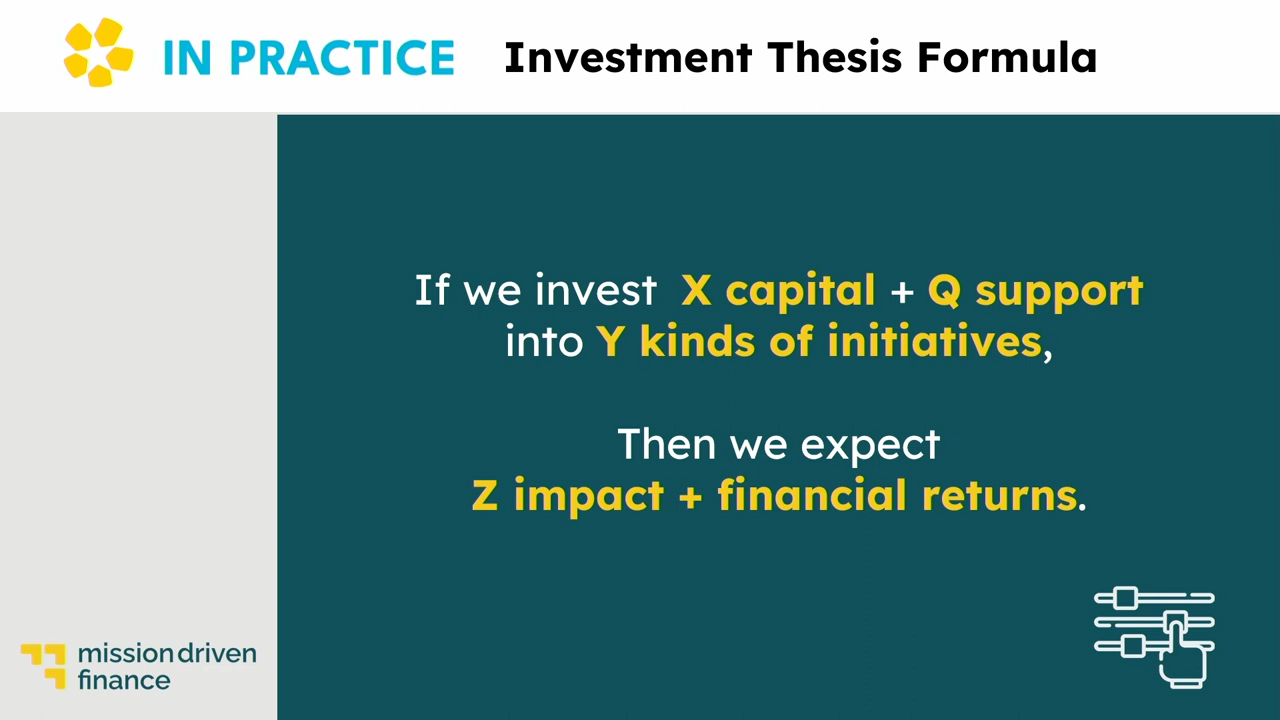 IN PRACTICE Investment Thesis Formula
If we invest X capital + Q support
into Y kinds of initiatives,
Then we expect
Z impact + financial returns.
mission driven
finance